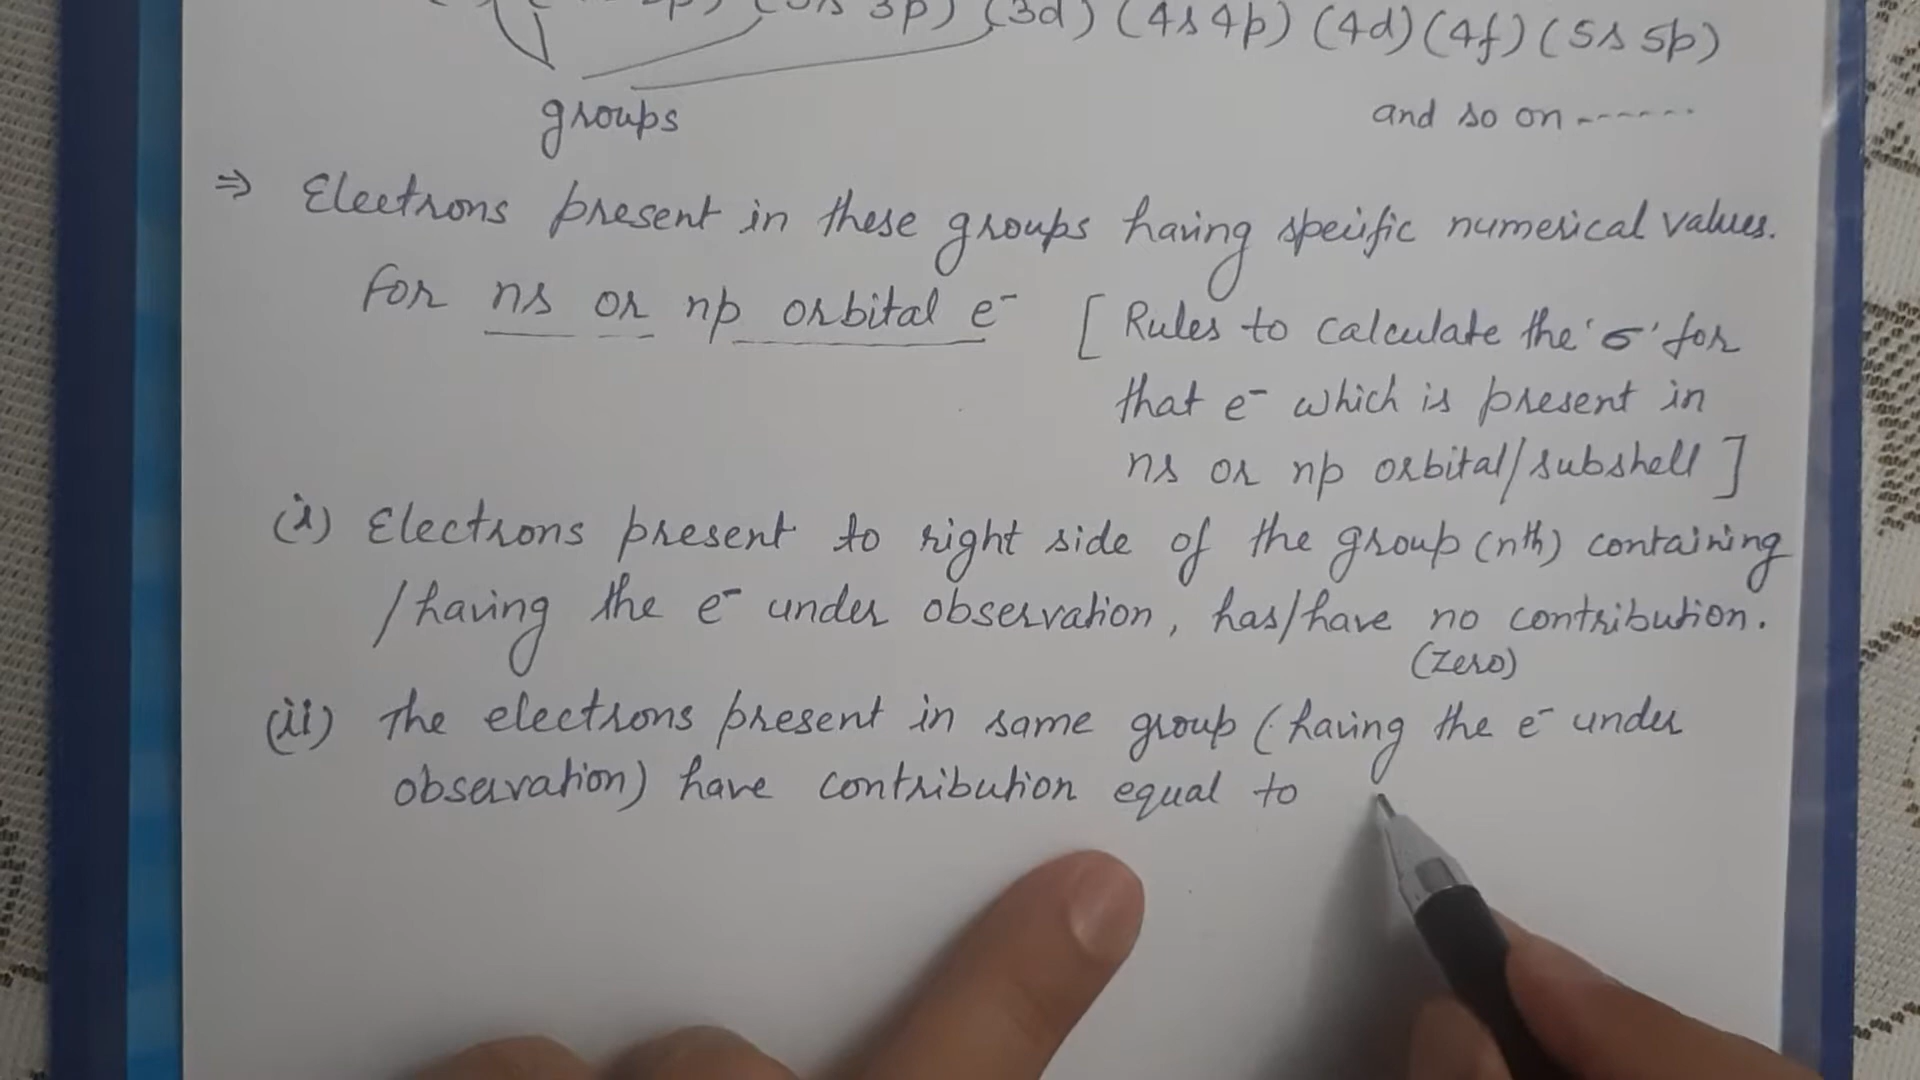 3p) (3d) (4s 4p) (4d) (4f) (5s 5p)
groups
and so on ------
⇒ Electrons present in these groups having specific numerical values.
For ns or np orbital e⁻ [Rules to calculate the 'σ' for
that e⁻ which is present in
ns or np orbital/subshell]
(i) Electrons present to right side of the group (nth) containing
/having the e⁻ under observation, has/have no contribution.
(zero)
(ii) The electrons present in same group (having the e⁻ under
observation) have contribution equal to